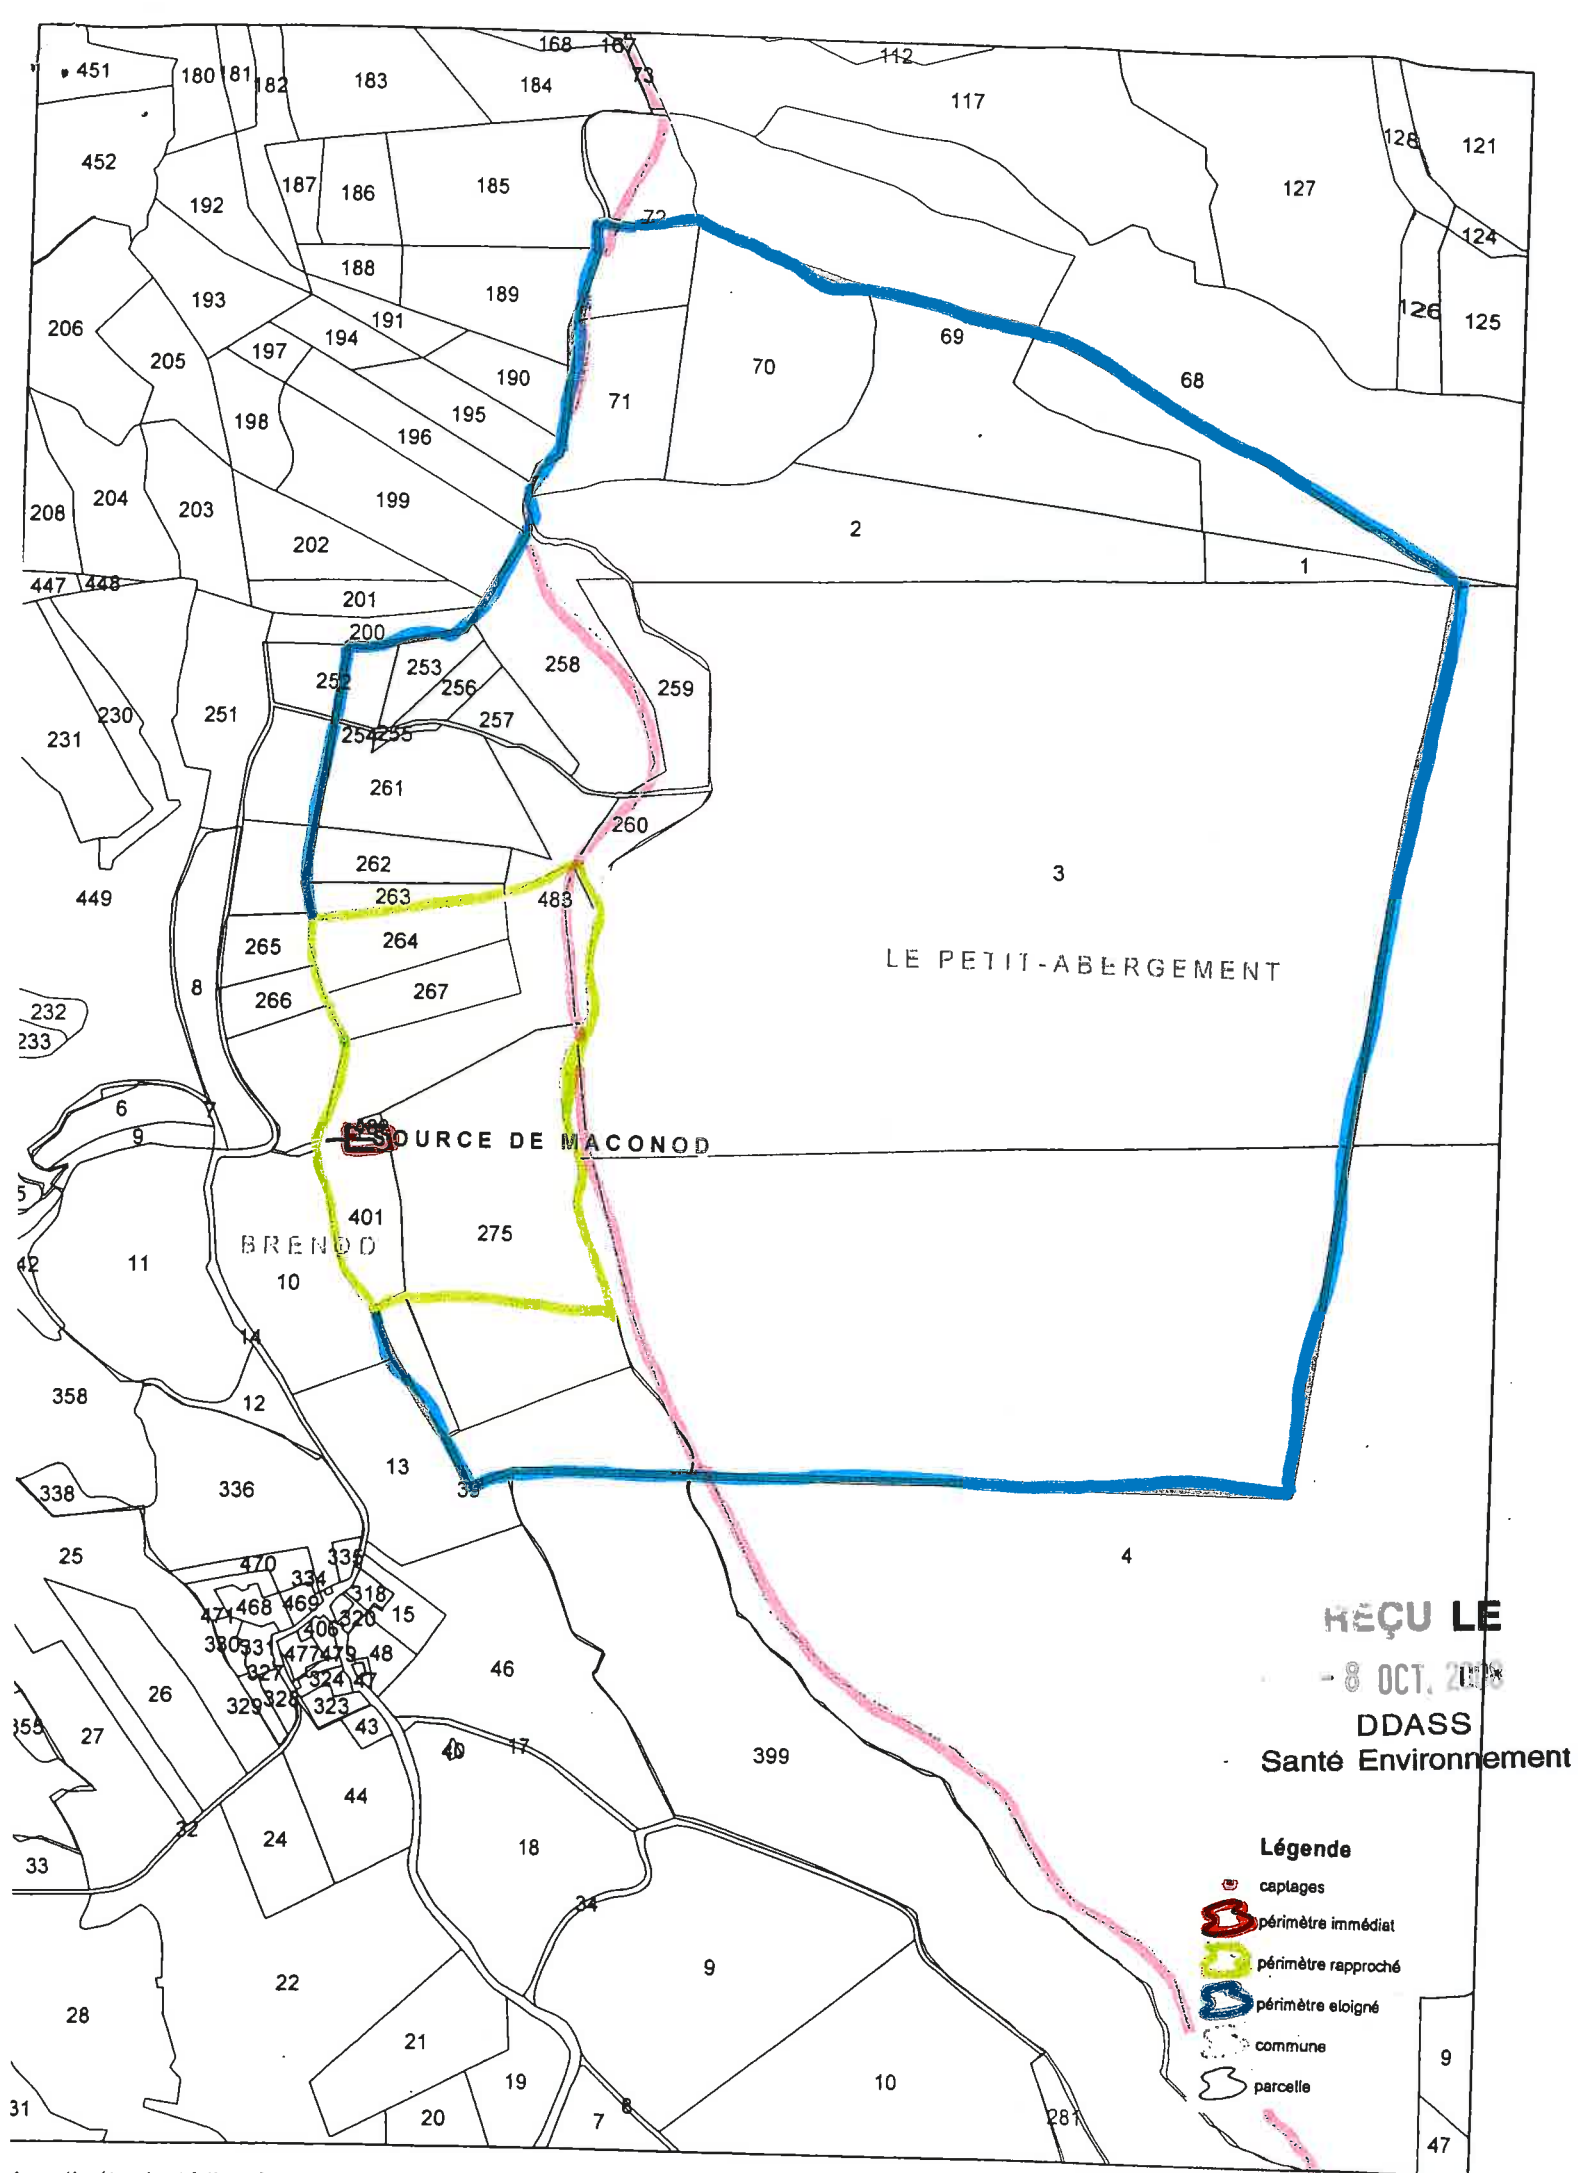 168 167
451 180 181 182 183 184 73 112
117
452 187 186 185 128 121
192 127
72
188 124
193 189
206 191 126 125
194 69
205 197 70 68
190
198 195 71
196
208 204 203 199
202 2
1
447 448
201
200
253 258
252 256 259
230 251 257
231 254 255
261
260
262 3
449 263 483
265 264
LE PETIT-ABERGEMENT
8 266 267
232
233
6 7
9
SOURCE DE MACONOD
401 275
BRENOD
42 11 10
14
358 12
13
338 336 39
25 4
470 335
334
471 468 469 318 15
320
406
330 331 477 479 48
327
324 47
26 329 328 323
355 27 43
46
40 17 399
44
32 24 18
33
34
9
22
28
21
19 10
31 20 7 8 281
REÇU LE
- 8 OCT. 2008
DDASS
Santé Environnement
Légende
captages
périmètre immédiat
périmètre rapproché
périmètre eloigné
commune
parcelle
9
47